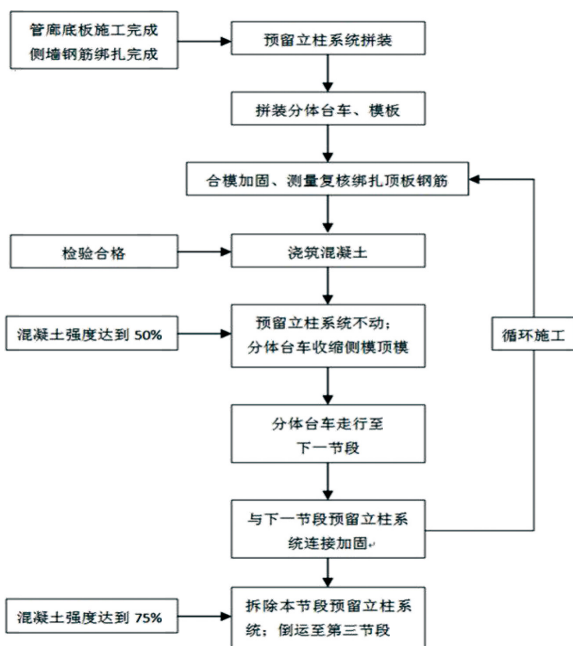 管廊底板施工完成
侧墙钢筋绑扎完成
预留立柱系统拼装
拼装分体台车、模板
合模加固、测量复核绑扎顶板钢筋
检验合格
浇筑混凝土
混凝土强度达到 50%
预留立柱系统不动；
分体台车收缩侧模顶模
循环施工
分体台车走行至
下一节段
与下一节段预留立柱系
统连接加固
混凝土强度达到 75%
拆除本节段预留立柱系
统；倒运至第三节段